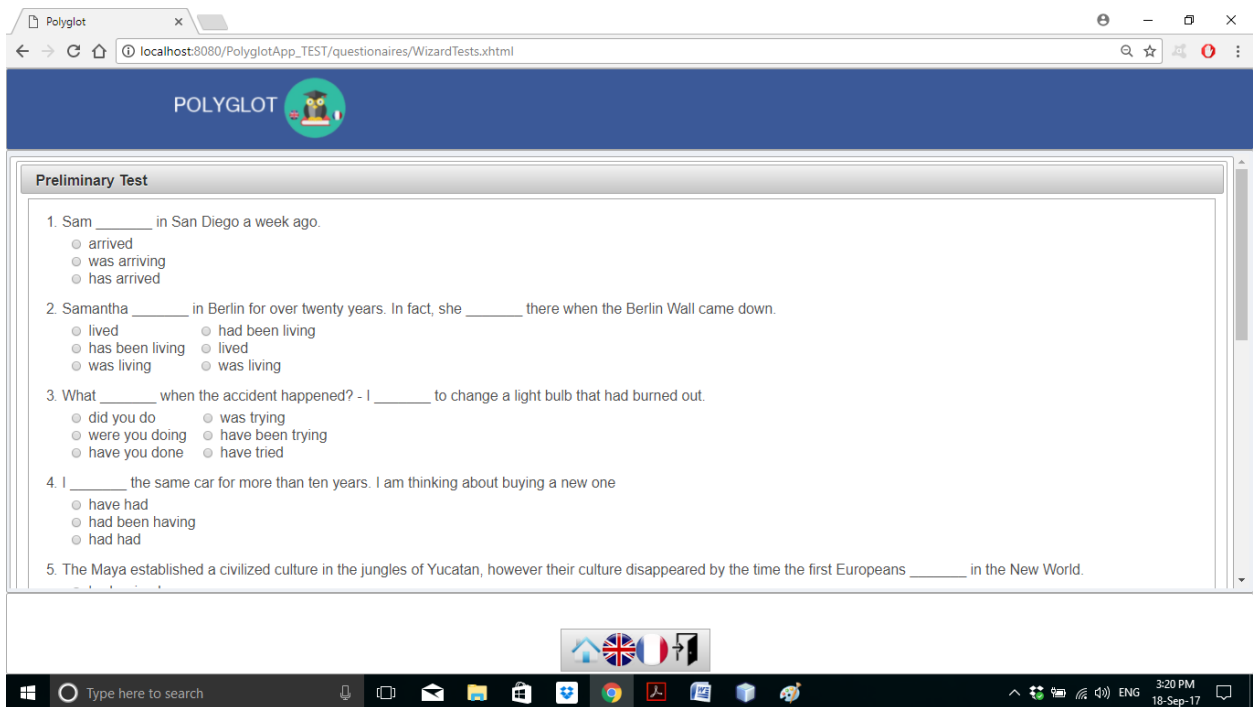 Polyglot
localhost:8080/PolyglotApp_TEST/questionaires/WizardTests.xhtml
POLYGLOT
Preliminary Test
1. Sam _______ in San Diego a week ago.
arrived
was arriving
has arrived
2. Samantha _______ in Berlin for over twenty years. In fact, she _______ there when the Berlin Wall came down.
lived had been living
has been living lived
was living was living
3. What _______ when the accident happened? - I _______ to change a light bulb that had burned out.
did you do was trying
were you doing have been trying
have you done have tried
4. I _______ the same car for more than ten years. I am thinking about buying a new one
have had
had been having
had had
5. The Maya established a civilized culture in the jungles of Yucatan, however their culture disappeared by the time the first Europeans _______ in the New World.
Type here to search
ENG
3:20 PM
18-Sep-17